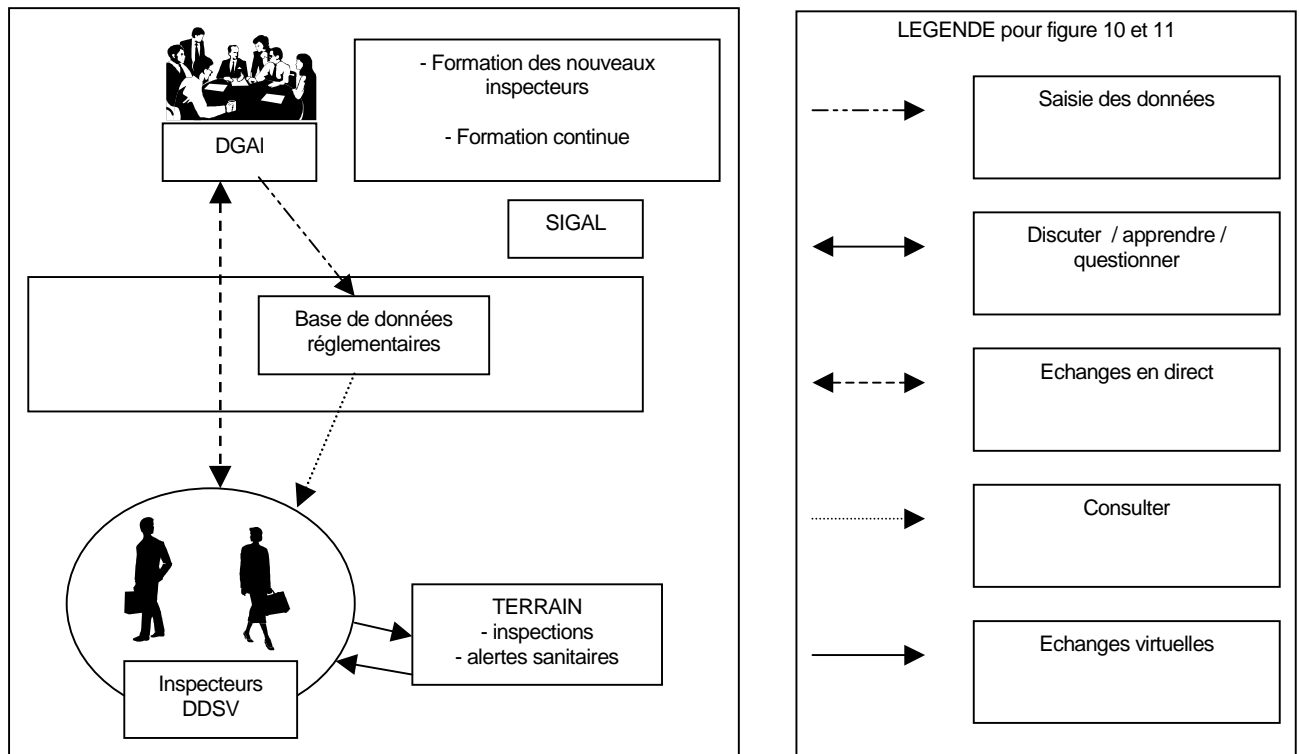 DGAl
- Formation des nouveaux
inspecteurs
- Formation continue
SIGAL
Base de données
réglementaires
TERRAIN
- inspections
- alertes sanitaires
Inspecteurs
DDSV
LEGENDE pour figure 10 et 11
Saisie des données
Discuter / apprendre /
questionner
Echanges en direct
Consulter
Echanges virtuelles